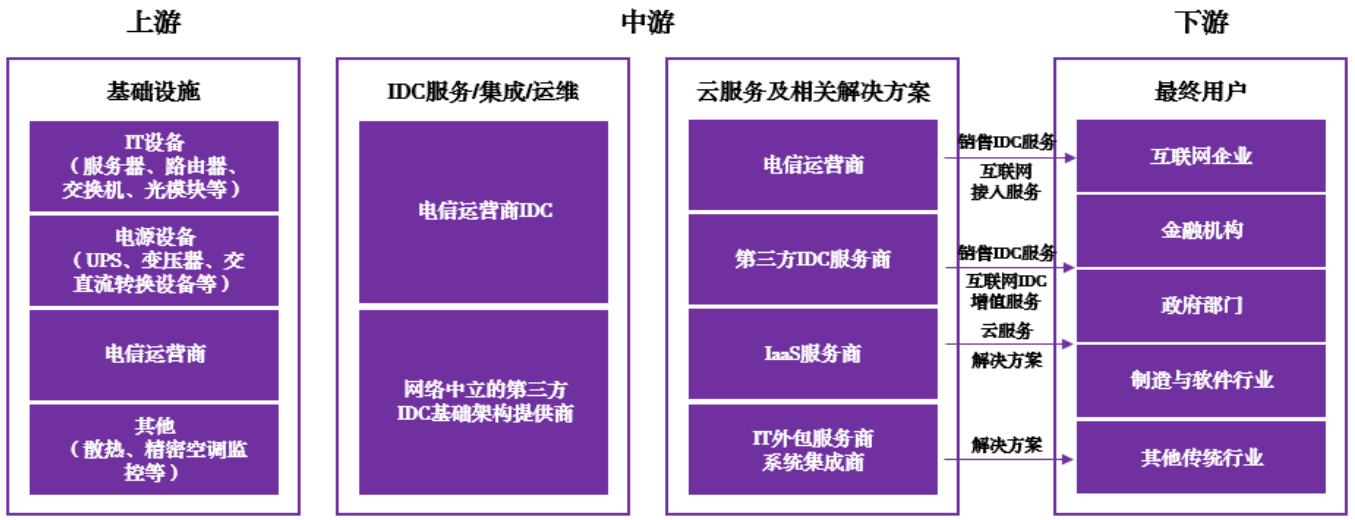 上游
中游
下游
基础设施
IT设备
（服务器、路由器、
交换机、光模块等）
电源设备
（UPS、变压器、交
直流转换设备等）
电信运营商
其他
（散热、精密空调监
控等）
IDC服务/集成/运维
电信运营商IDC
网络中立的第三方
IDC基础架构提供商
云服务及相关解决方案
电信运营商
第三方IDC服务商
IaaS服务商
IT外包服务商
系统集成商
销售IDC服务
互联网
接入服务
销售IDC服务
互联网IDC
增值服务
云服务
解决方案
解决方案
最终用户
互联网企业
金融机构
政府部门
制造与软件行业
其他传统行业